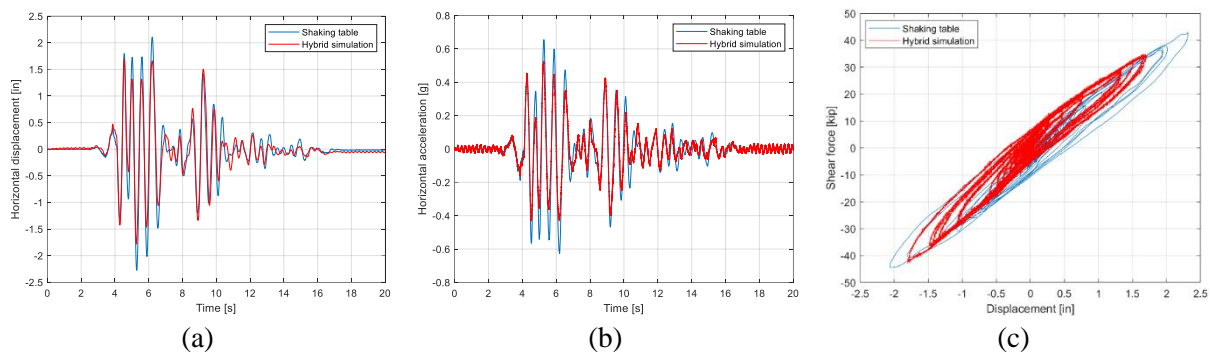 Shaking table
Hybrid simulation
Horizontal displacement [in]
2.5
2
1.5
1
0.5
0
-0.5
-1
-1.5
-2
-2.5
0 2 4 6 8 10 12 14 16 18 20
Time [s]
(a)
Shaking table
Hybrid simulation
Horizontal acceleration [g]
0.8
0.6
0.4
0.2
0
-0.2
-0.4
-0.6
-0.8
0 2 4 6 8 10 12 14 16 18 20
Time [s]
(b)
Shaking table
Hybrid simulation
Shear force [kip]
50
40
30
20
10
0
-10
-20
-30
-40
-50
-2.5 -2 -1.5 -1 -0.5 0 0.5 1 1.5 2 2.5
Displacement [in]
(c)